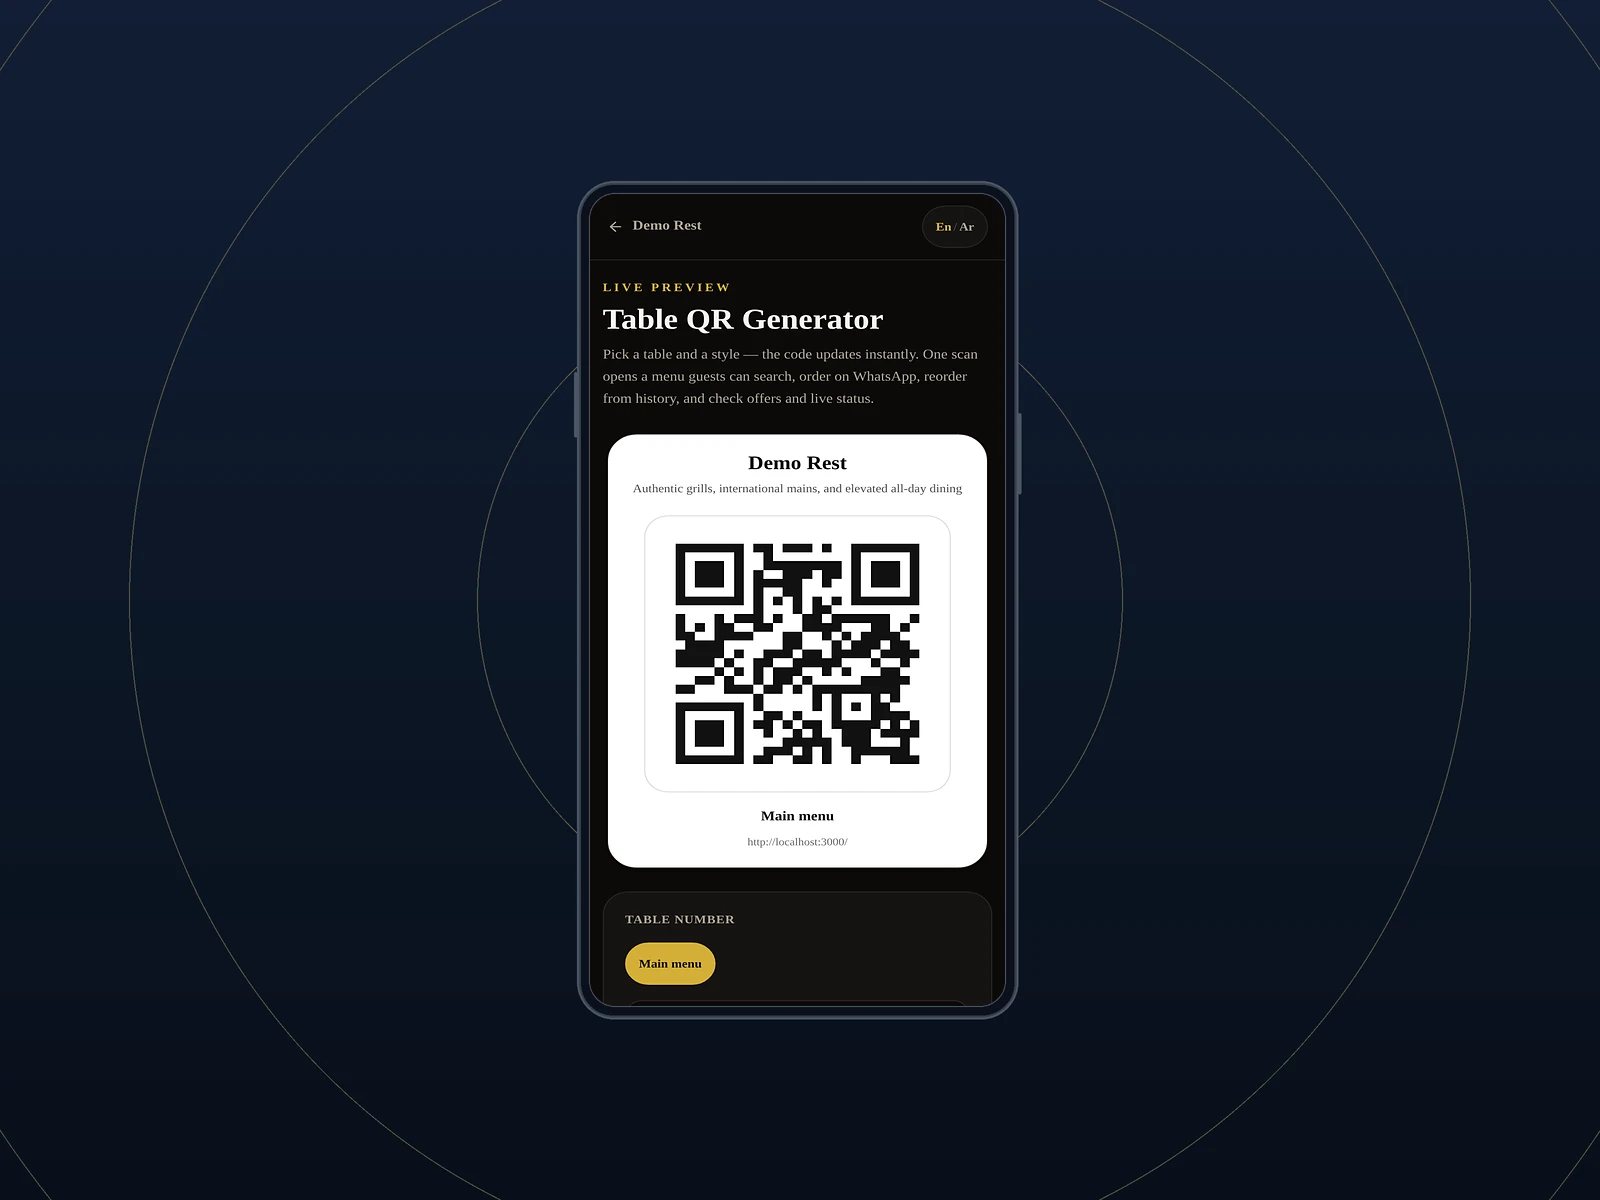 Demo Rest
En / Ar
LIVE PREVIEW
Table QR Generator
Pick a table and a style — the code updates instantly. One scan
opens a menu guests can search, order on WhatsApp, reorder
from history, and check offers and live status.
Demo Rest
Authentic grills, international mains, and elevated all-day dining
Main menu
http://localhost:3000/
TABLE NUMBER
Main menu